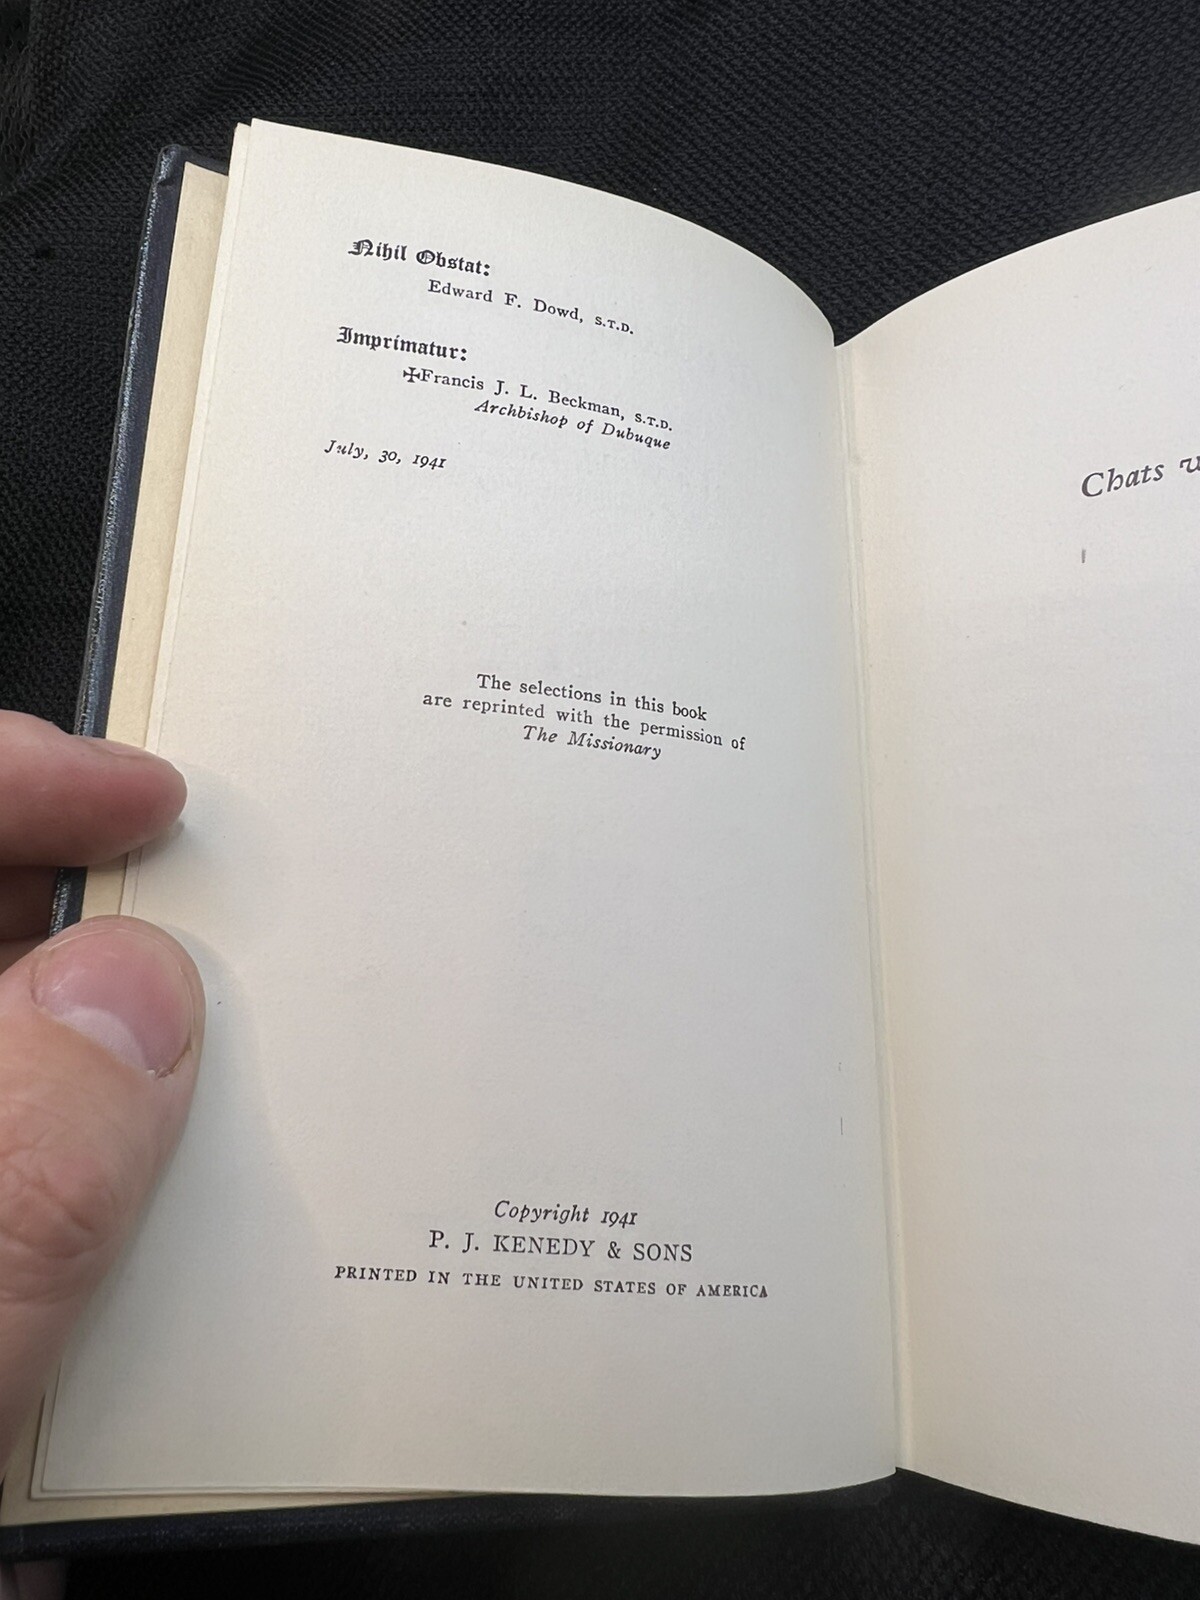 Nihil Obstat:
Edward F. Dowd, S.T.D.
Imprimatur:
✠Francis J. L. Beckman, S.T.D.
Archbishop of Dubuque
July, 30, 1941
The selections in this book
are reprinted with the permission of
The Missionary
Copyright 1941
P. J. KENEDY & SONS
PRINTED IN THE UNITED STATES OF AMERICA
Chats